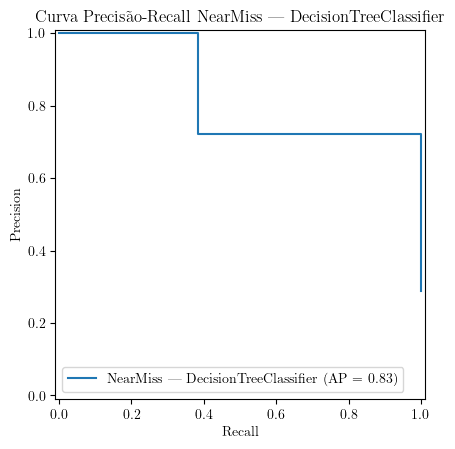 Curva Precisão-Recall NearMiss — DecisionTreeClassifier
1.0
0.8
0.6
0.4
0.2
0.0
Precision
NearMiss — DecisionTreeClassifier (AP = 0.83)
0.0 0.2 0.4 0.6 0.8 1.0
Recall